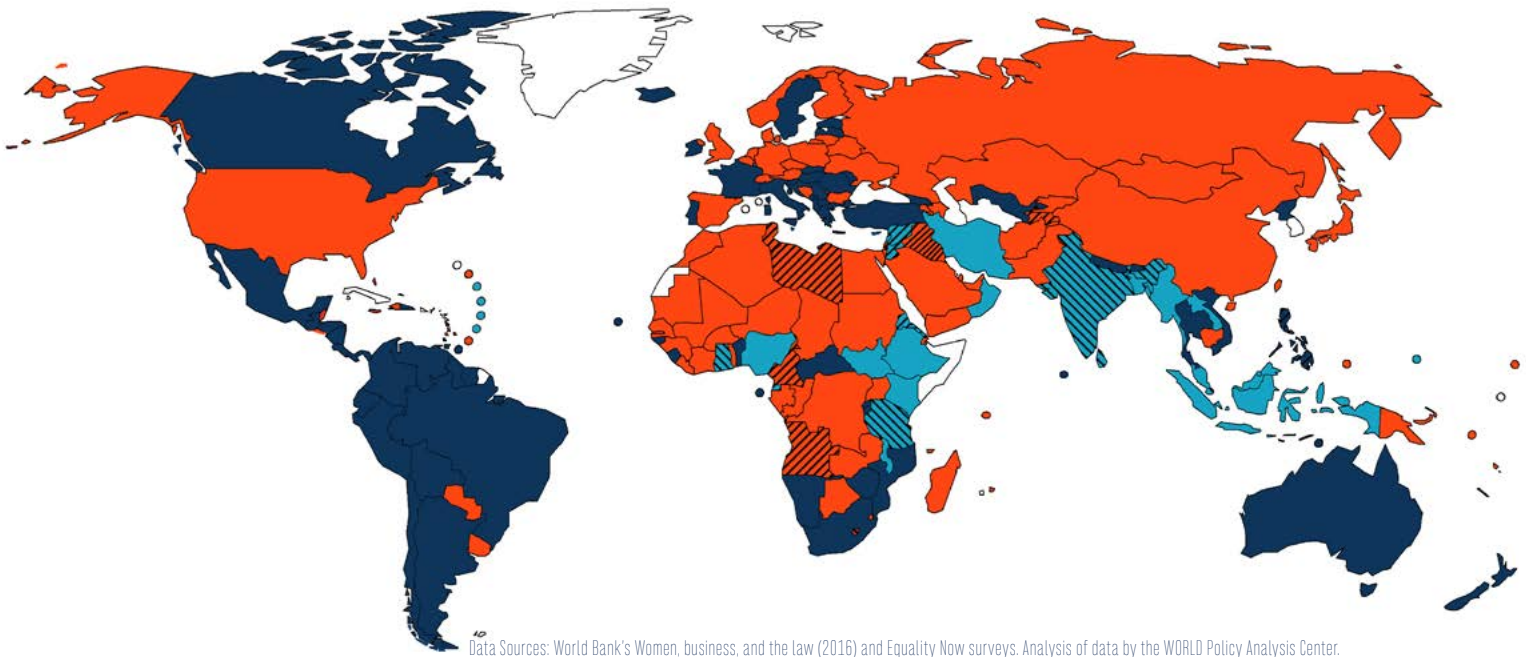 Data Sources: World Bank's Women, business, and the law (2016) and Equality Now surveys. Analysis of data by the WORLD Policy Analysis Center.